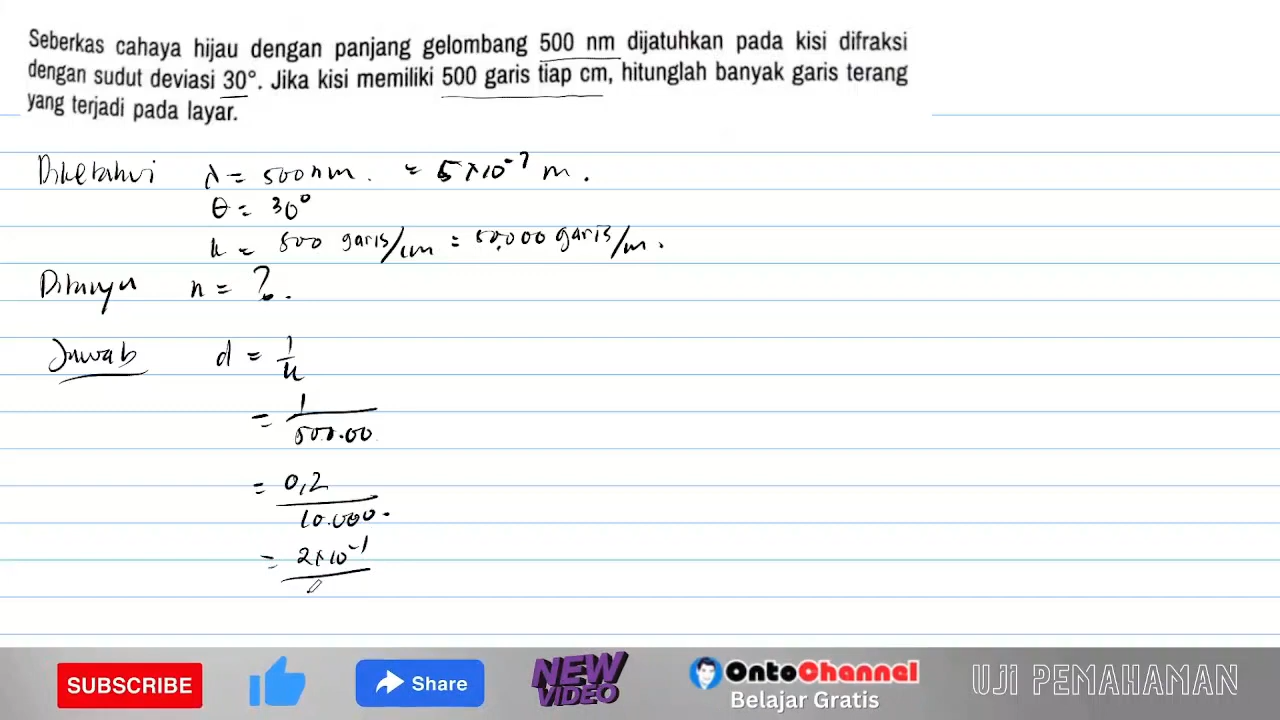 Seberkas cahaya hijau dengan panjang gelombang 500 nm dijatuhkan pada kisi difraksi
dengan sudut deviasi 30°. Jika kisi memiliki 500 garis tiap cm, hitunglah banyak garis terang
yang terjadi pada layar.
Diketahui λ = 500 nm. = 5×10⁻⁷ m.
θ = 30°
k = 500 garis/cm = 50.000 garis/m.
Ditanya n = ?.
Jawab d = 1/k
= 1/500.00
= 0,2/10.000.
= 2×10⁻¹
SUBSCRIBE
Share
NEW VIDEO
OntoChannel
Belajar Gratis
UJI PEMAHAMAN